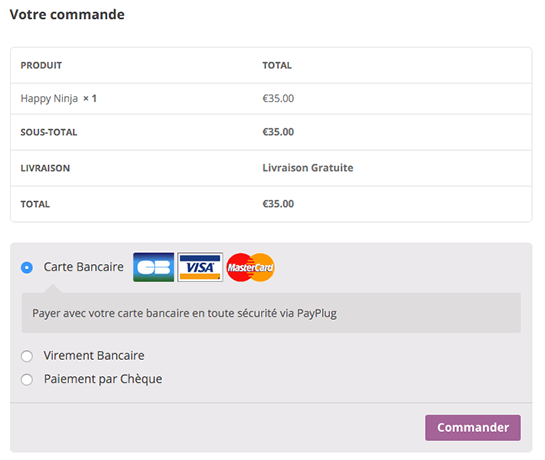 Votre commande
PRODUIT TOTAL
Happy Ninja × 1 €35.00
SOUS-TOTAL €35.00
LIVRAISON Livraison Gratuite
TOTAL €35.00
Carte Bancaire CB VISA MasterCard
Payer avec votre carte bancaire en toute sécurité via PayPlug
Virement Bancaire
Paiement par Chèque
Commander